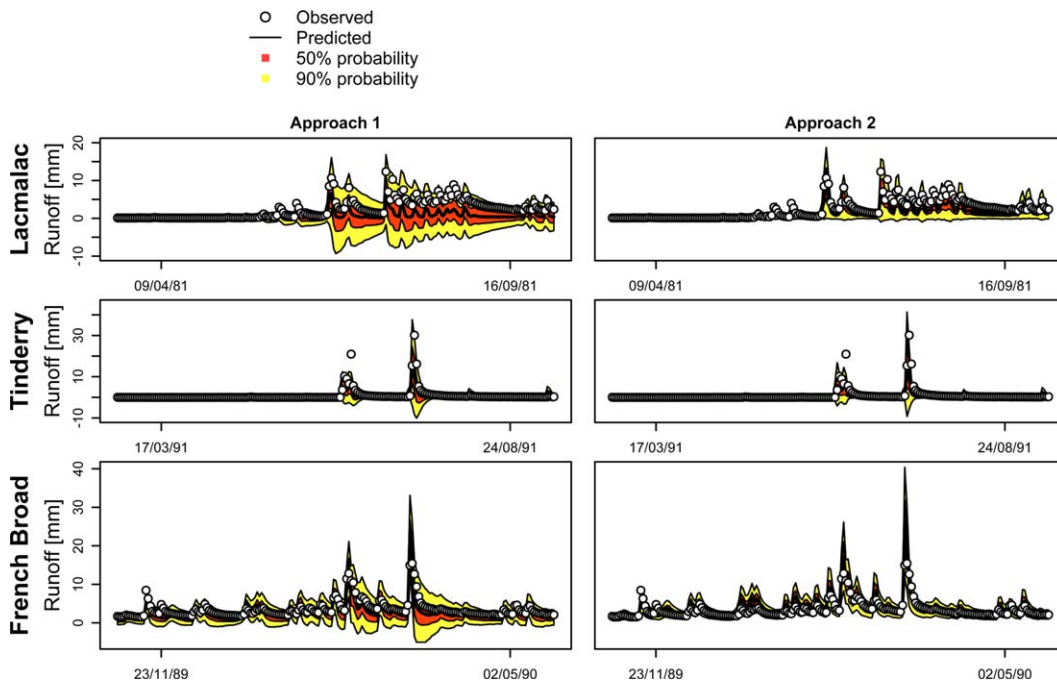 Observed
Predicted
50% probability
90% probability
Approach 1
Approach 2
Lacmalac
Runoff [mm]
20
10
0
-10
09/04/81
16/09/81
09/04/81
16/09/81
Tinderry
Runoff [mm]
30
10
-10
17/03/91
24/08/91
17/03/91
24/08/91
French Broad
Runoff [mm]
40
30
20
10
0
23/11/89
02/05/90
23/11/89
02/05/90